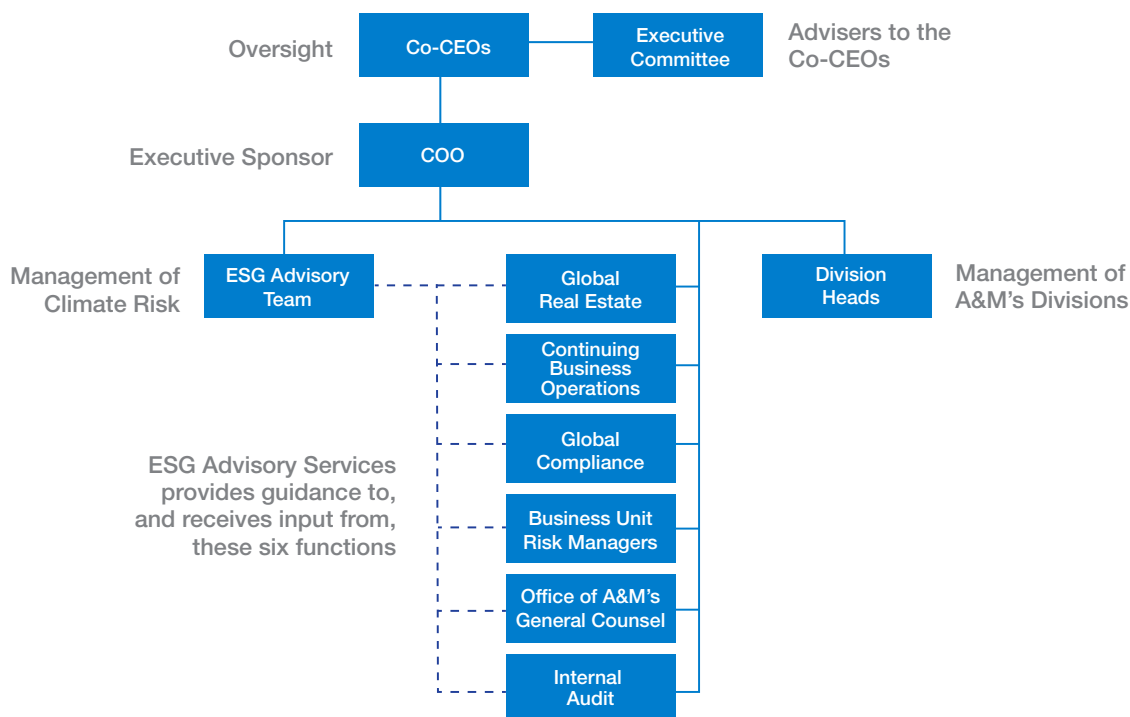 Oversight
Co-CEOs
Executive
Committee
Advisers to the
Co-CEOs
Executive Sponsor
COO
Management of
Climate Risk
ESG Advisory
Team
Global
Real Estate
Division
Heads
Management of
A&M's Divisions
Continuing
Business
Operations
Global
Compliance
ESG Advisory Services
provides guidance to,
and receives input from,
these six functions
Business Unit
Risk Managers
Office of A&M's
General Counsel
Internal
Audit